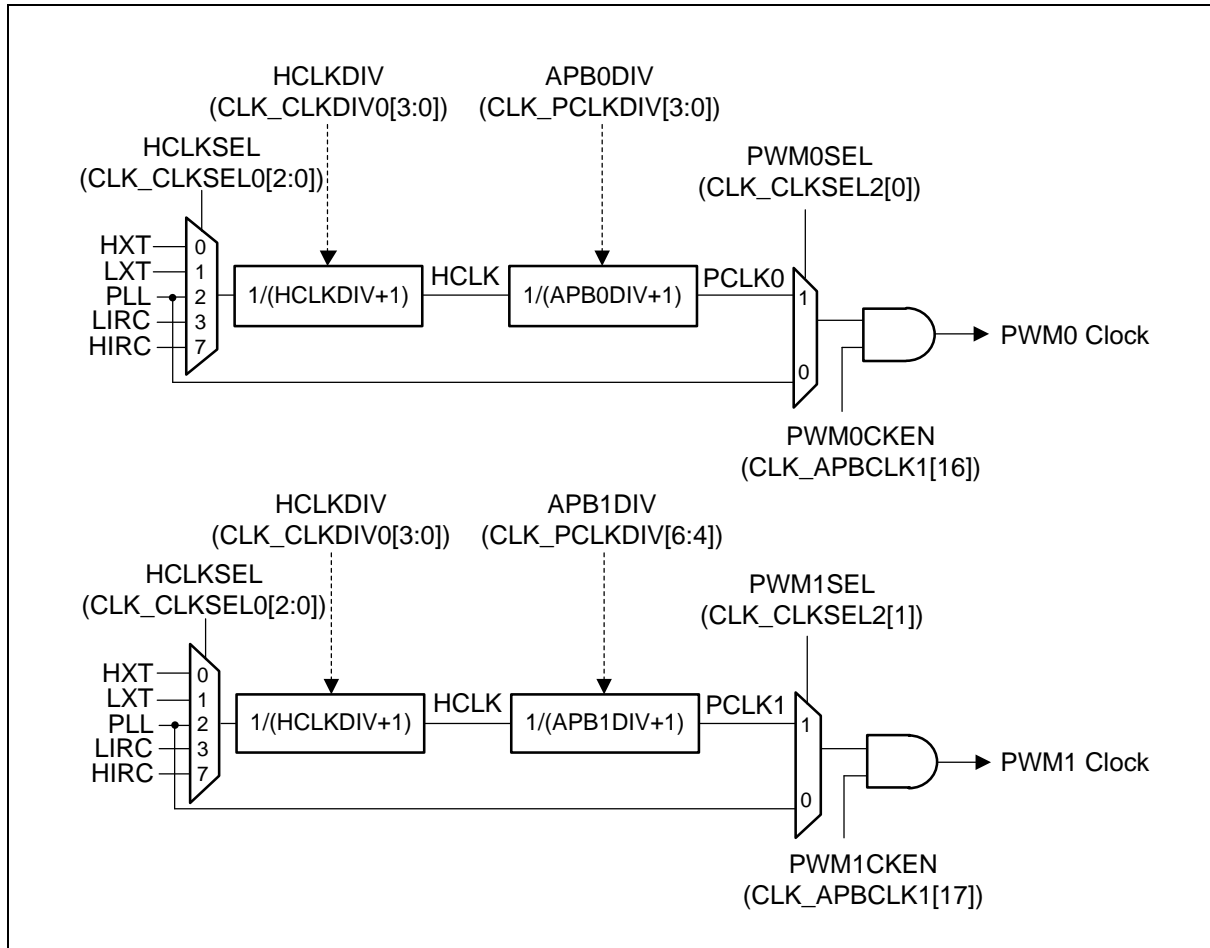 HCLKDIV
(CLK_CLKDIV0[3:0])
APB0DIV
(CLK_PCLKDIV[3:0])
HCLKSEL
(CLK_CLKSEL0[2:0])
PWM0SEL
(CLK_CLKSEL2[0])
HXT 0
LXT 1
PLL 2
LIRC 3
HIRC 7
1/(HCLKDIV+1)
HCLK
1/(APB0DIV+1)
PCLK0
1
0
PWM0 Clock
PWM0CKEN
(CLK_APBCLK1[16])
HCLKDIV
(CLK_CLKDIV0[3:0])
APB1DIV
(CLK_PCLKDIV[6:4])
HCLKSEL
(CLK_CLKSEL0[2:0])
PWM1SEL
(CLK_CLKSEL2[1])
HXT 0
LXT 1
PLL 2
LIRC 3
HIRC 7
1/(HCLKDIV+1)
HCLK
1/(APB1DIV+1)
PCLK1
1
0
PWM1 Clock
PWM1CKEN
(CLK_APBCLK1[17])